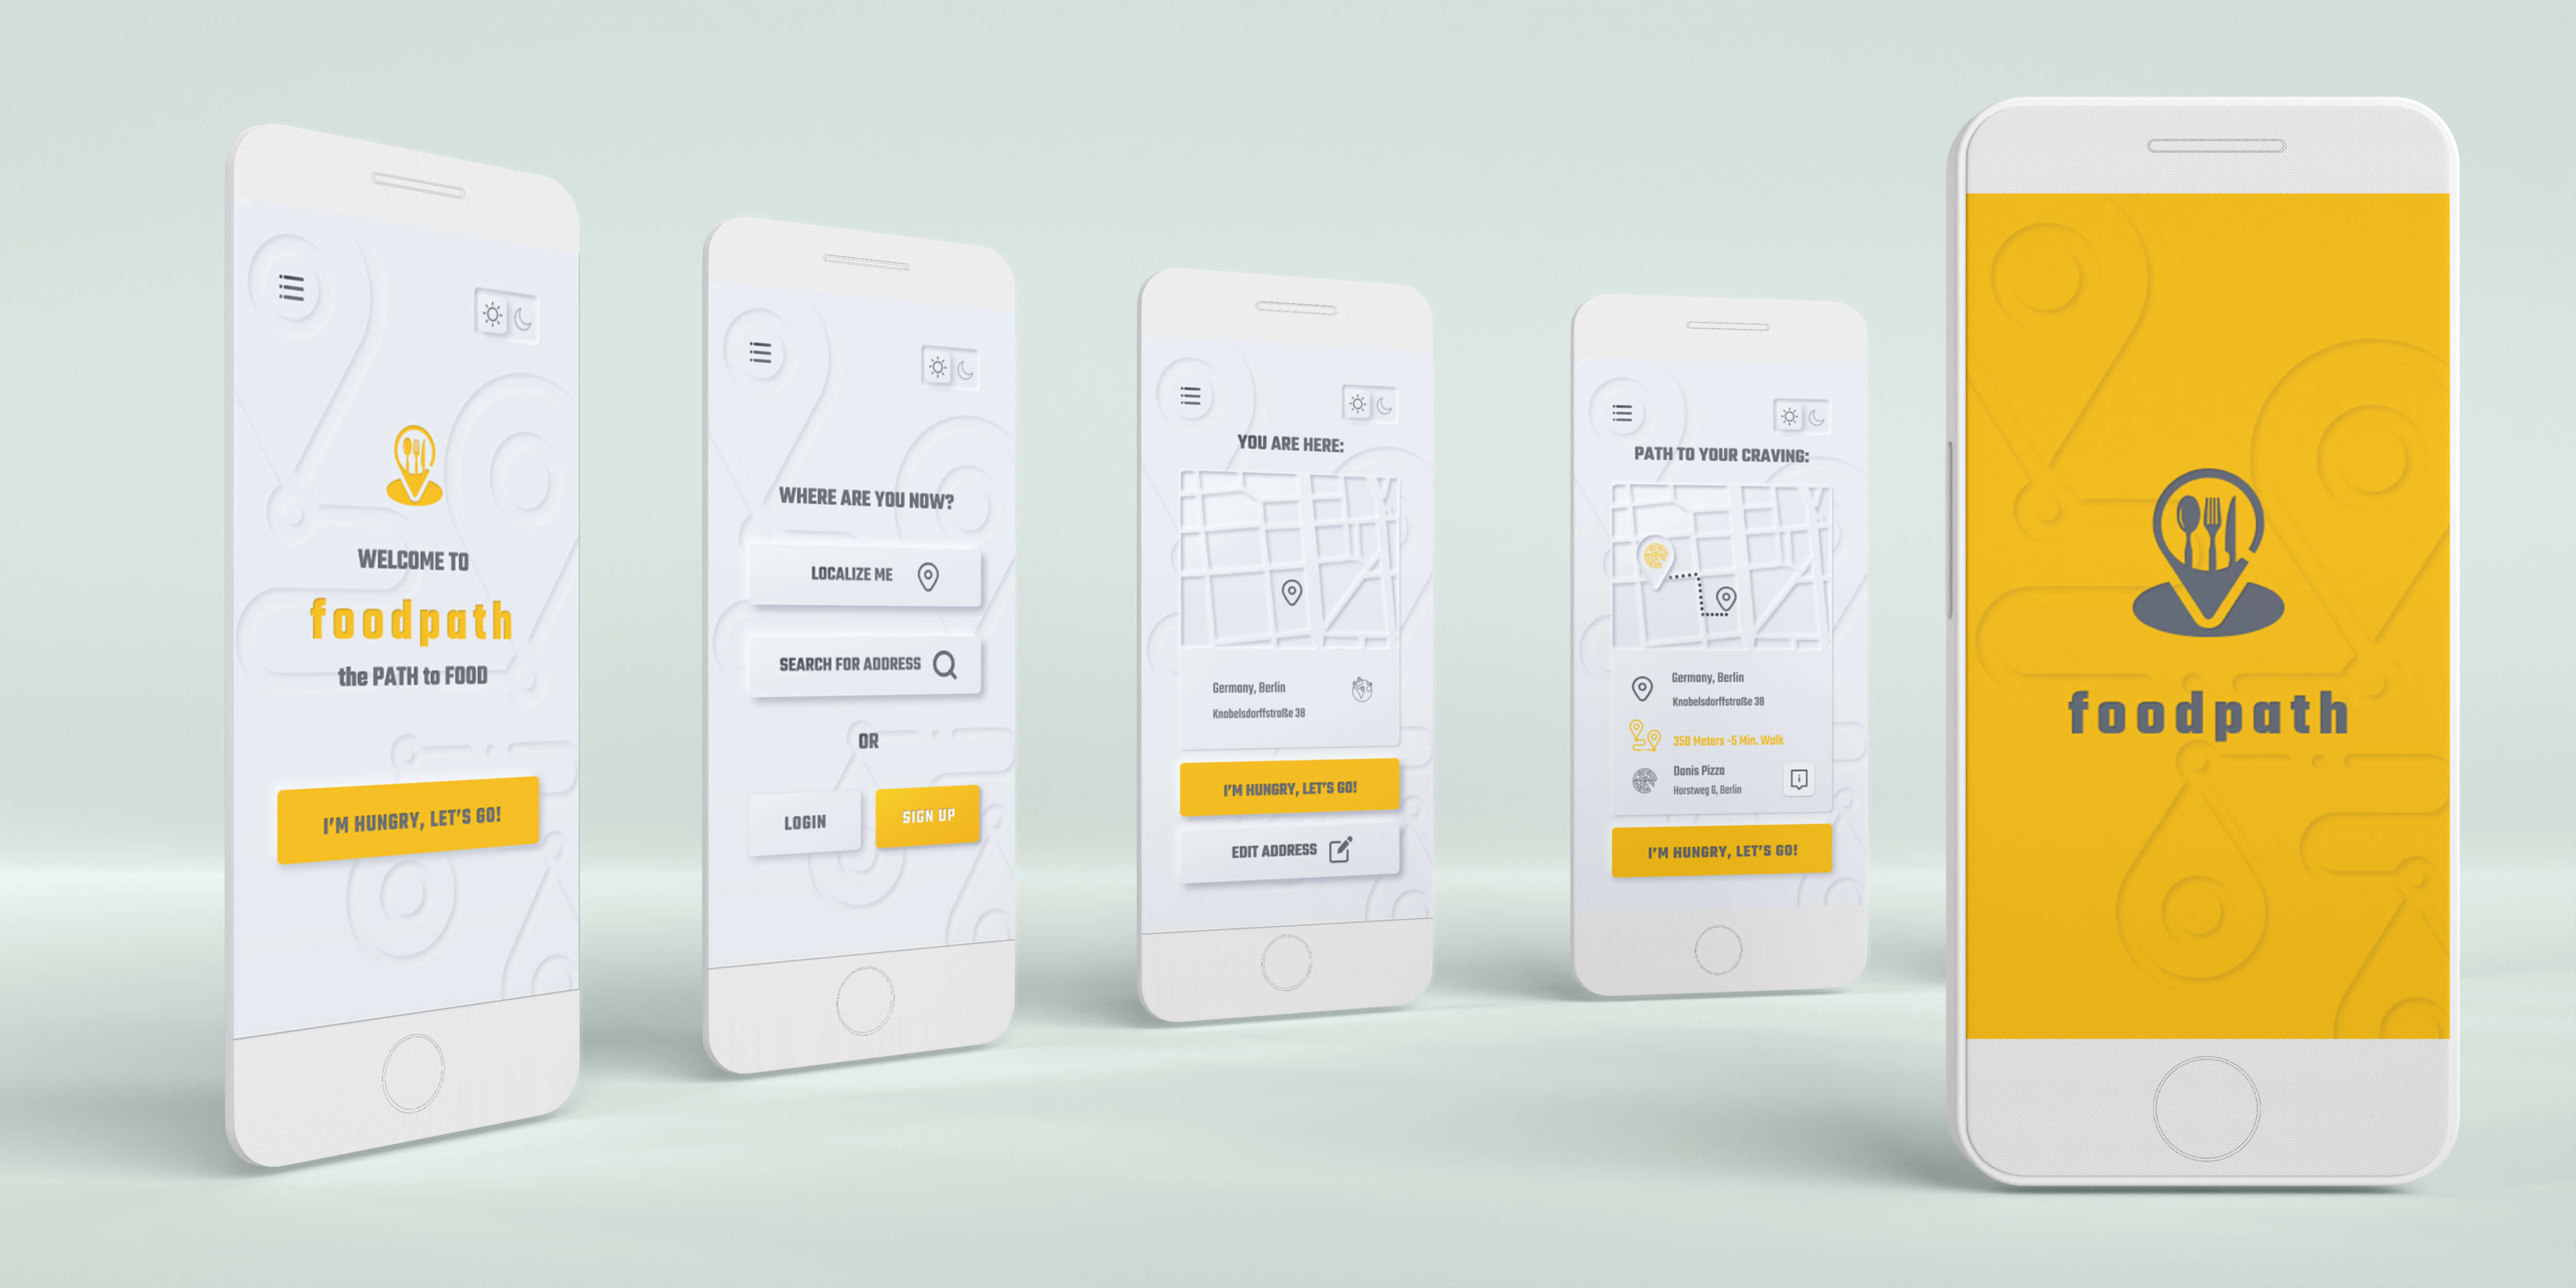 WELCOME TO
foodpath
the PATH to FOOD
I'M HUNGRY, LET'S GO!
WHERE ARE YOU NOW?
LOCALIZE ME
SEARCH FOR ADDRESS
OR
LOGIN
SIGN UP
YOU ARE HERE:
Germany, Berlin
Knobelsdorffstraße 38
I'M HUNGRY, LET'S GO!
EDIT ADDRESS
PATH TO YOUR CRAVING:
Germany, Berlin
Knobelsdorffstraße 38
350 Meters -5 Min. Walk
Danis Pizza
Horstweg 6, Berlin
I'M HUNGRY, LET'S GO!
foodpath